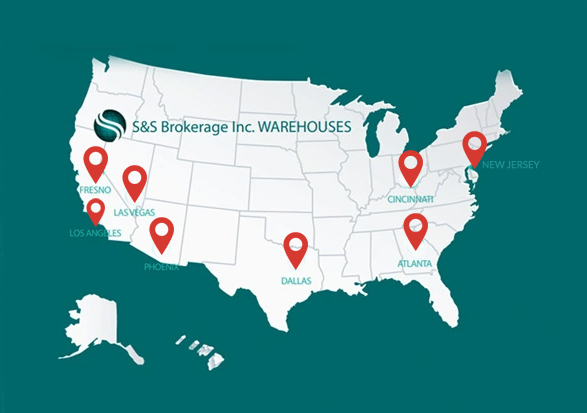 S&S Brokerage Inc. WAREHOUSES
NEW JERSEY
FRESNO
CINCINNATI
LAS VEGAS
LOS ANGELES
PHOENIX
ATLANTA
DALLAS